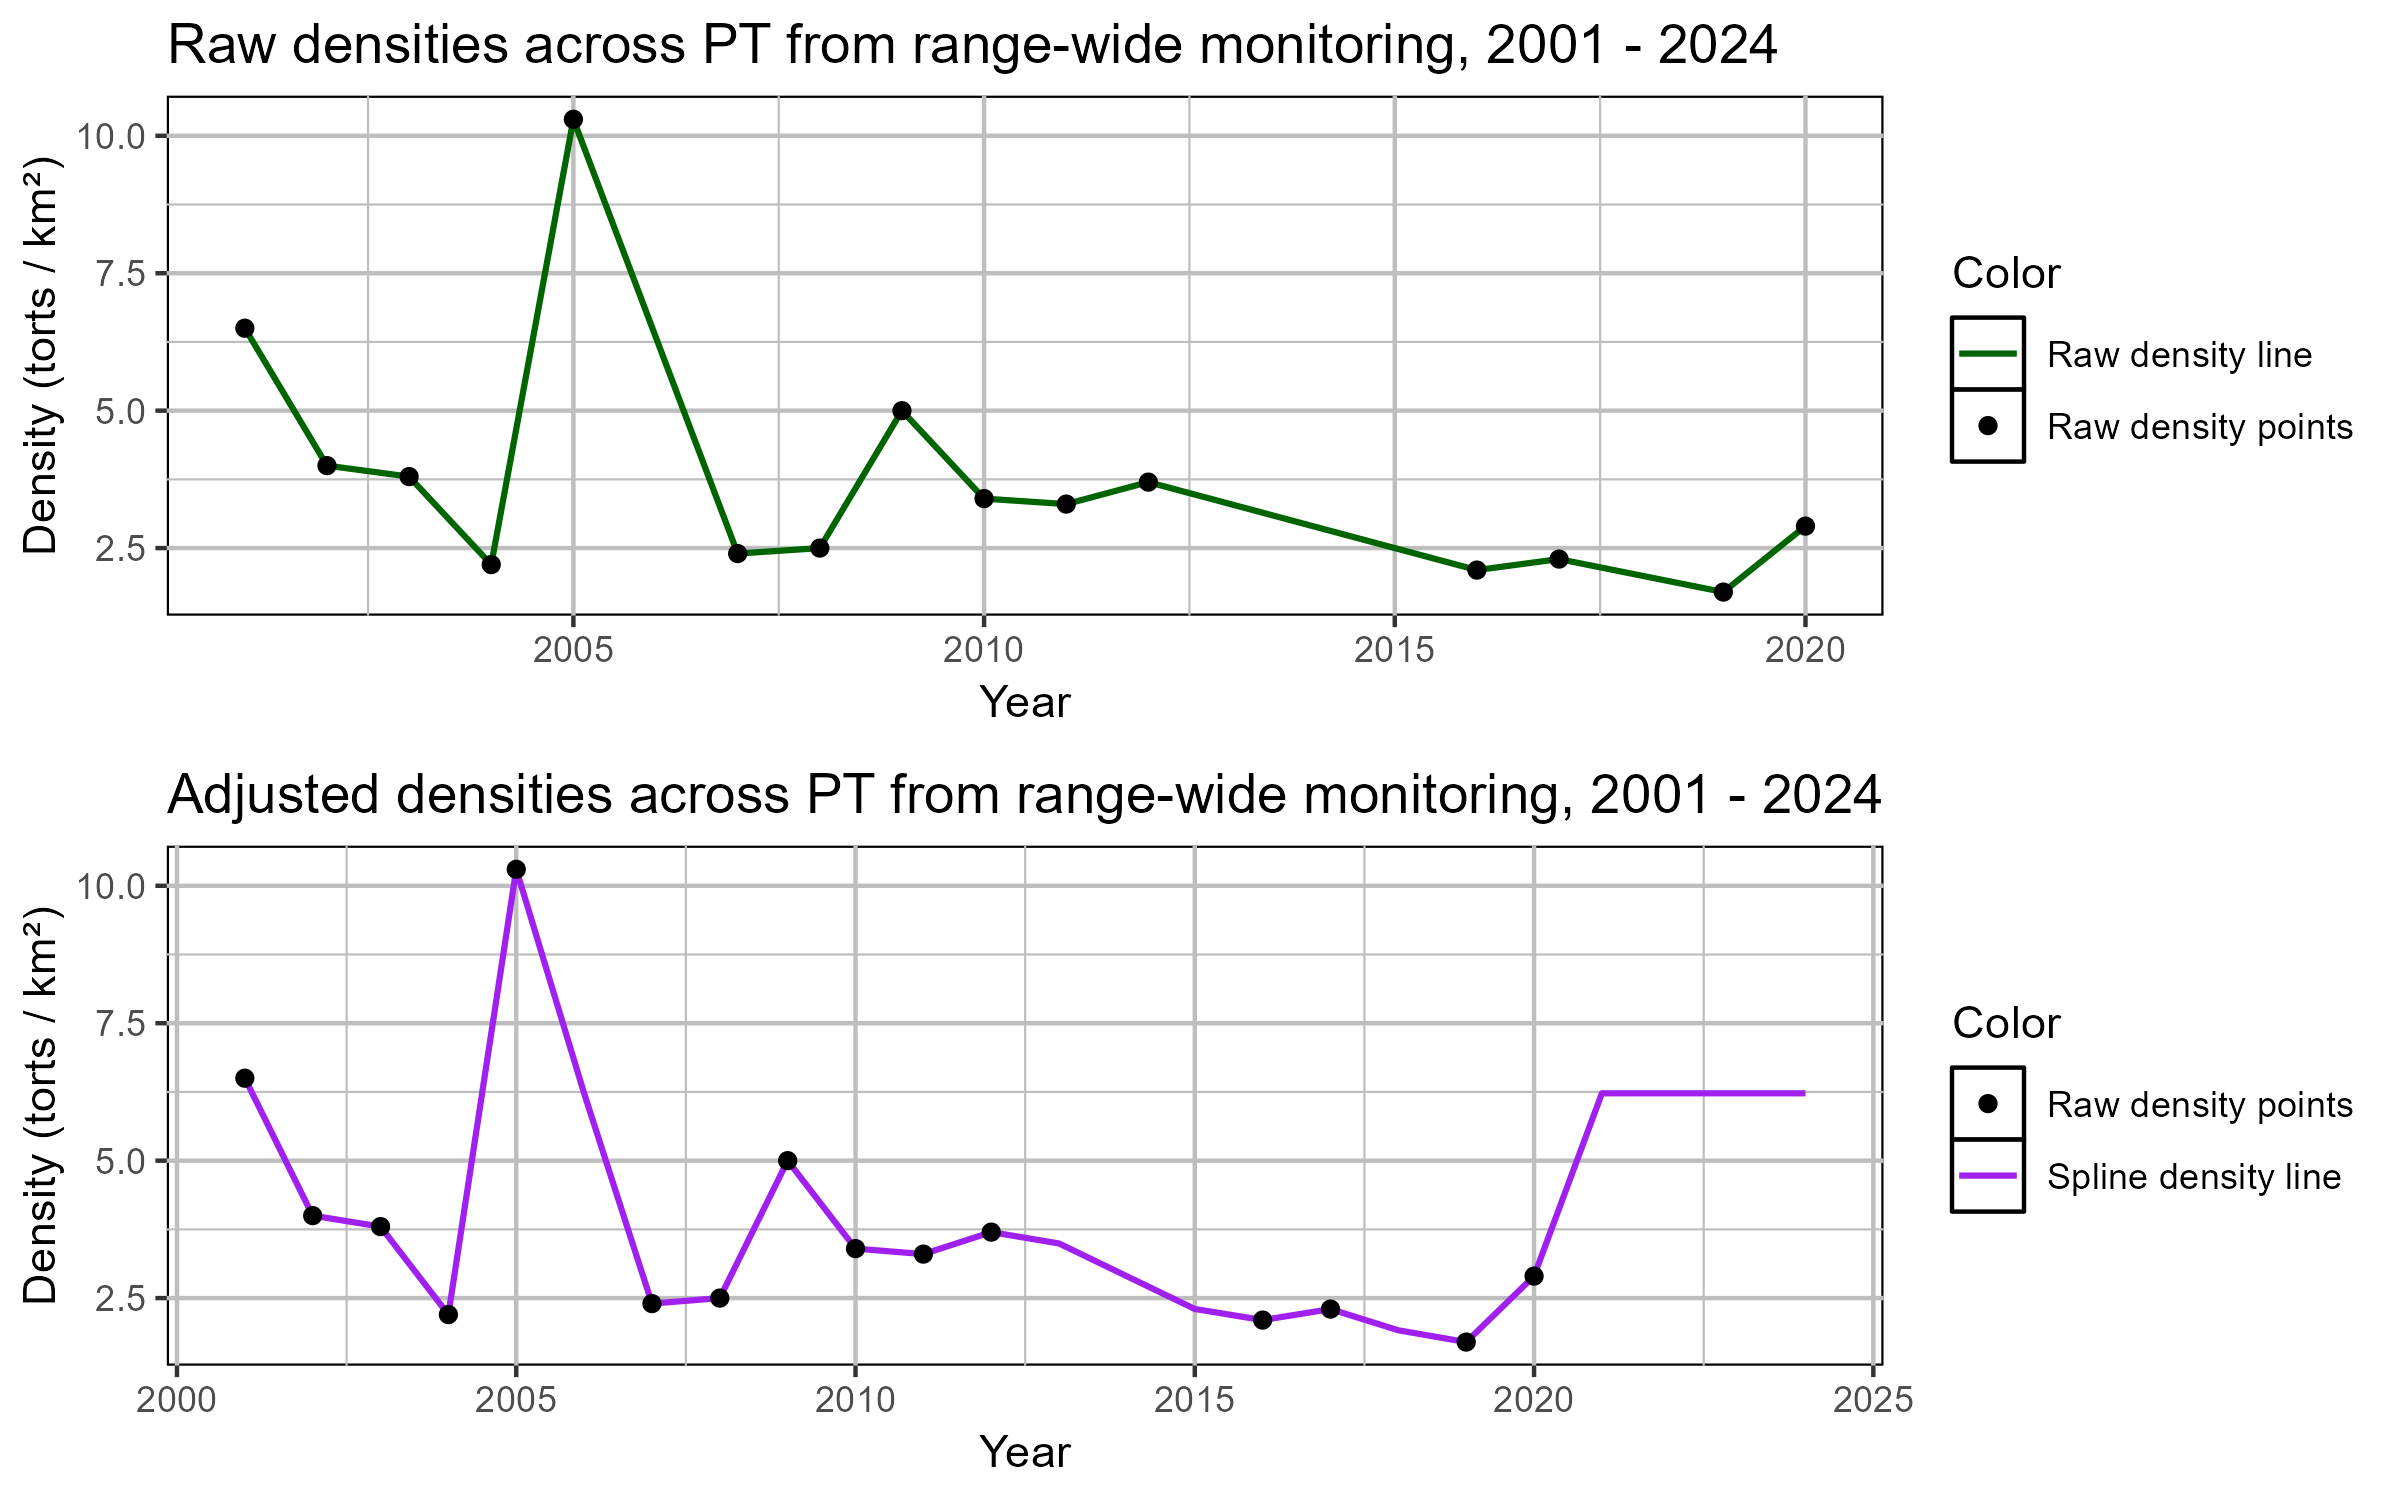 Raw densities across PT from range-wide monitoring, 2001 - 2024
Density (torts / km²)
10.0
7.5
5.0
2.5
2005 2010 2015 2020
Year
Color
Raw density line
Raw density points
Adjusted densities across PT from range-wide monitoring, 2001 - 2024
Density (torts / km²)
10.0
7.5
5.0
2.5
2000 2005 2010 2015 2020 2025
Year
Color
Raw density points
Spline density line